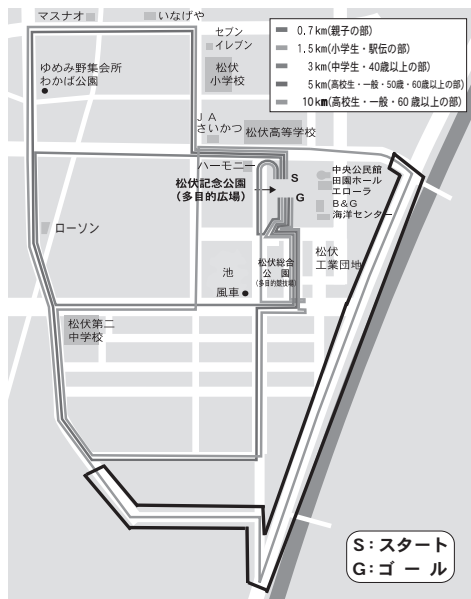 マスナオ
いなげや
セブン
イレブン
松伏
小学校
0.7km(親子の部)
1.5km(小学生・駅伝の部)
3km(中学生・40歳以上の部)
5km(高校生・一般・50歳・60歳以上の部)
10km(高校生・一般・60歳以上の部)
ゆめみ野集会所
わかば公園
JA
さいかつ
松伏高等学校
ハーモニー
松伏記念公園
(多目的広場)
S
G
中央公民館
田園ホール
エローラ
B&G
海洋センター
ローソン
池
風車
松伏総合
公園
(多目的競技場)
松伏
工業団地
松伏第二
中学校
S:スタート
G:ゴール